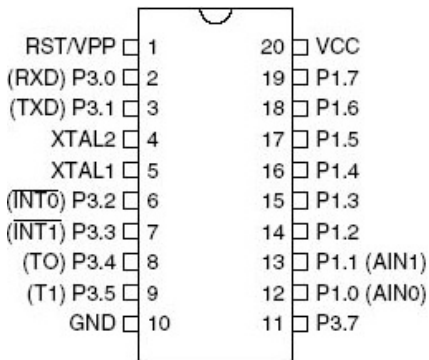 RST/VPP 1 20 VCC
(RXD) P3.0 2 19 P1.7
(TXD) P3.1 3 18 P1.6
XTAL2 4 17 P1.5
XTAL1 5 16 P1.4
(I̅N̅T̅0̅) P3.2 6 15 P1.3
(I̅N̅T̅1̅) P3.3 7 14 P1.2
(TO) P3.4 8 13 P1.1 (AIN1)
(T1) P3.5 9 12 P1.0 (AIN0)
GND 10 11 P3.7